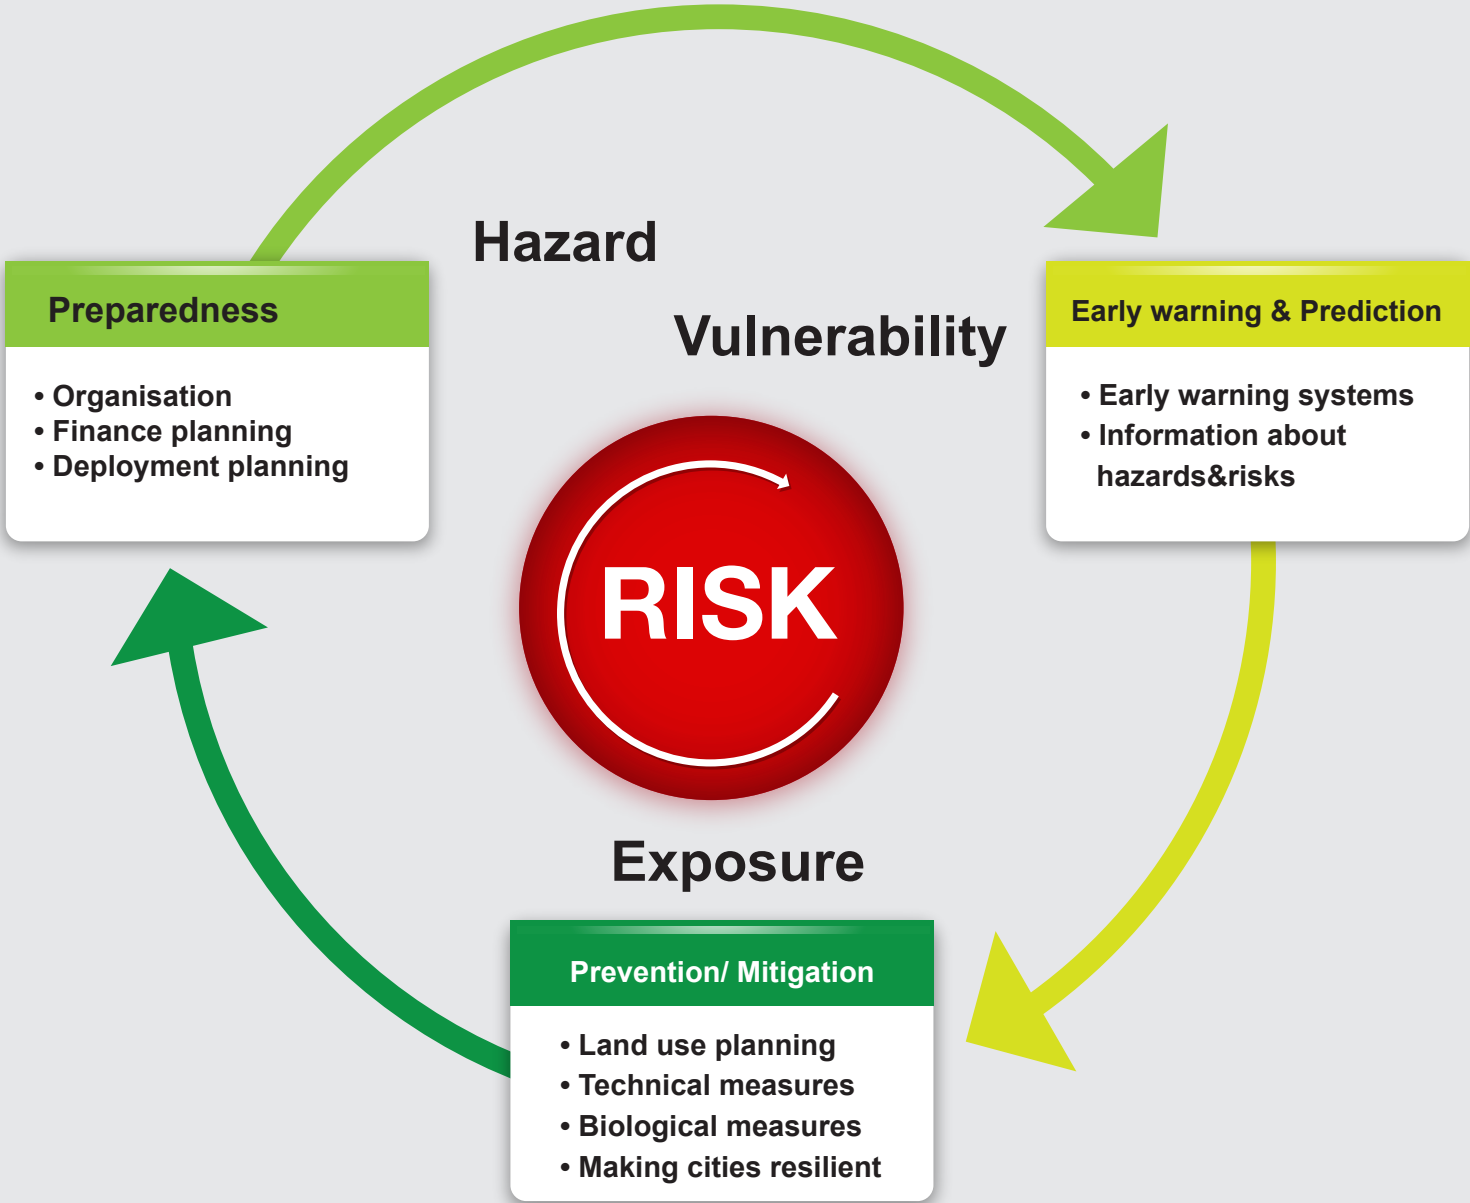 Hazard
Vulnerability
Preparedness
• Organisation
• Finance planning
• Deployment planning
Early warning & Prediction
• Early warning systems
• Information about
hazards&risks
RISK
Exposure
Prevention/ Mitigation
• Land use planning
• Technical measures
• Biological measures
• Making cities resilient